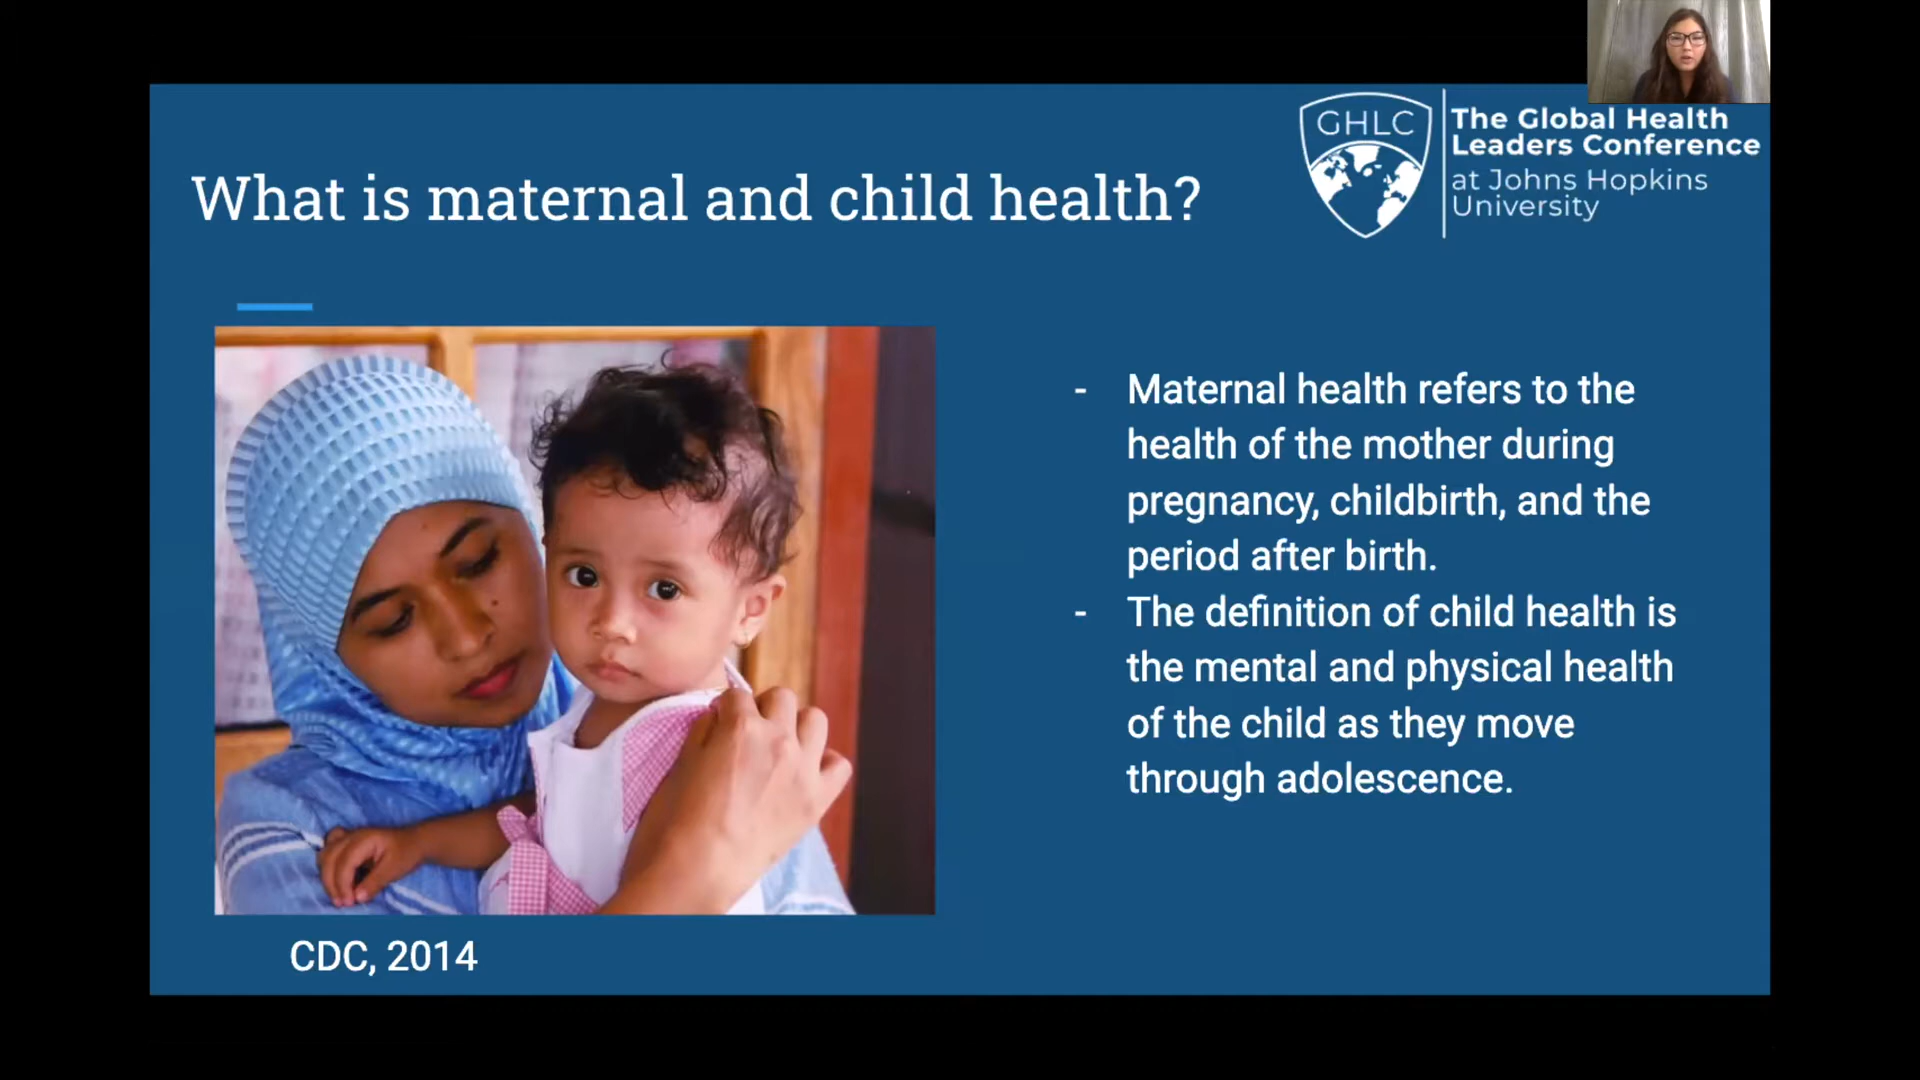 What is maternal and child health?
GHLC
The Global Health
Leaders Conference
at Johns Hopkins
University
- Maternal health refers to the
health of the mother during
pregnancy, childbirth, and the
period after birth.
- The definition of child health is
the mental and physical health
of the child as they move
through adolescence.
CDC, 2014